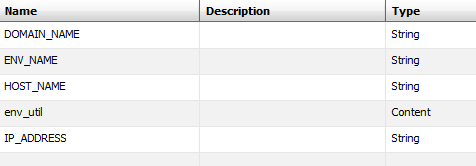 Name Description Type
DOMAIN_NAME String
ENV_NAME String
HOST_NAME String
env_util Content
IP_ADDRESS String